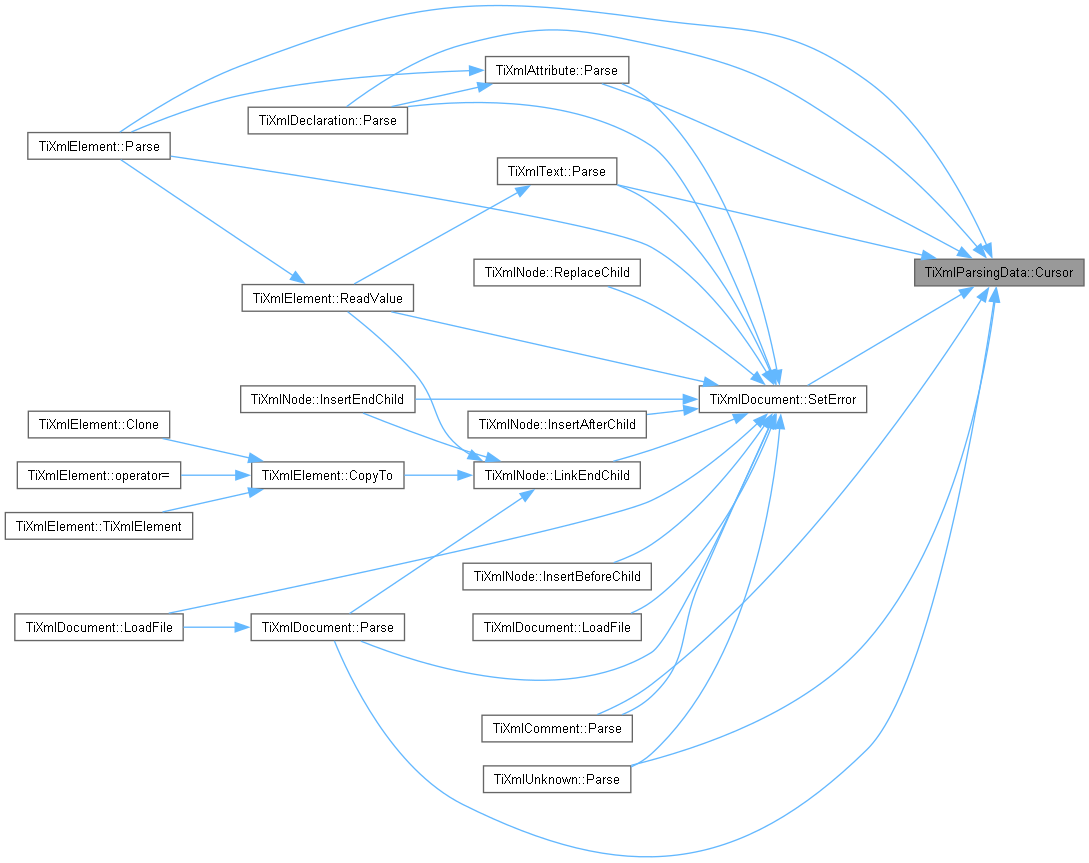 TiXmlAttribute::Parse
TiXmlDeclaration::Parse
TiXmlElement::Parse
TiXmlText::Parse
TiXmlNode::ReplaceChild
TiXmlParsingData::Cursor
TiXmlElement::ReadValue
TiXmlNode::InsertEndChild
TiXmlDocument::SetError
TiXmlElement::Clone
TiXmlNode::InsertAfterChild
TiXmlElement::operator=
TiXmlElement::CopyTo
TiXmlNode::LinkEndChild
TiXmlElement::TiXmlElement
TiXmlNode::InsertBeforeChild
TiXmlDocument::LoadFile
TiXmlDocument::Parse
TiXmlDocument::LoadFile
TiXmlComment::Parse
TiXmlUnknown::Parse